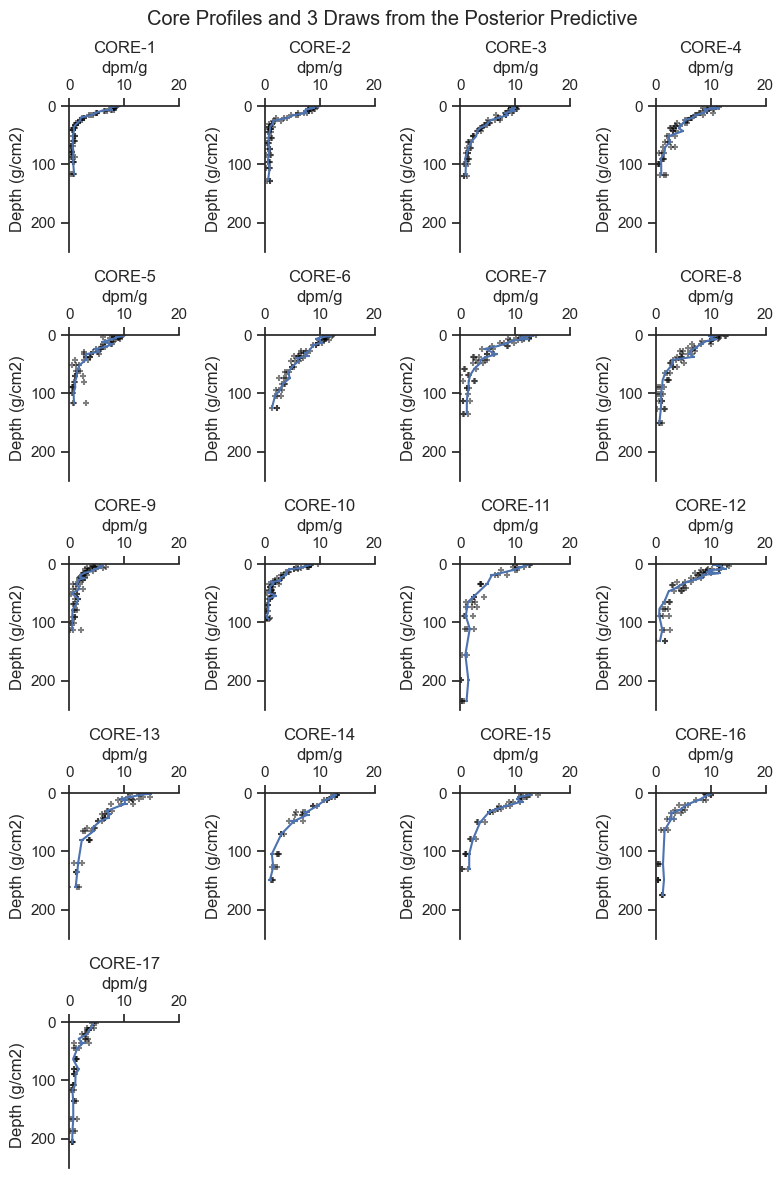 Core Profiles and 3 Draws from the Posterior Predictive
CORE-1 CORE-2 CORE-3 CORE-4
dpm/g dpm/g dpm/g dpm/g
0 10 20 0 10 20 0 10 20 0 10 20
0 0 0 0
100 100 100 100
200 200 200 200
Depth (g/cm2) Depth (g/cm2) Depth (g/cm2) Depth (g/cm2)
CORE-5 CORE-6 CORE-7 CORE-8
dpm/g dpm/g dpm/g dpm/g
0 10 20 0 10 20 0 10 20 0 10 20
0 0 0 0
100 100 100 100
200 200 200 200
Depth (g/cm2) Depth (g/cm2) Depth (g/cm2) Depth (g/cm2)
CORE-9 CORE-10 CORE-11 CORE-12
dpm/g dpm/g dpm/g dpm/g
0 10 20 0 10 20 0 10 20 0 10 20
0 0 0 0
100 100 100 100
200 200 200 200
Depth (g/cm2) Depth (g/cm2) Depth (g/cm2) Depth (g/cm2)
CORE-13 CORE-14 CORE-15 CORE-16
dpm/g dpm/g dpm/g dpm/g
0 10 20 0 10 20 0 10 20 0 10 20
0 0 0 0
100 100 100 100
200 200 200 200
Depth (g/cm2) Depth (g/cm2) Depth (g/cm2) Depth (g/cm2)
CORE-17
dpm/g
0 10 20
0
100
200
Depth (g/cm2)